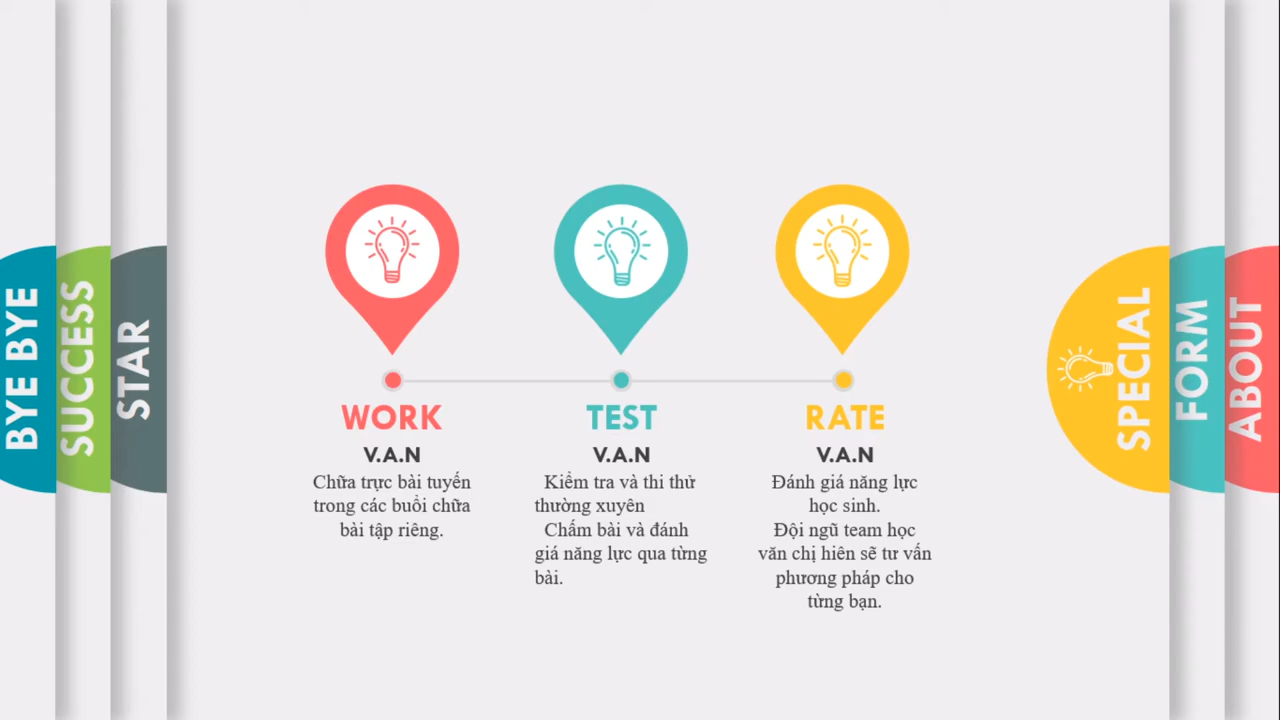 BYE BYE
SUCCESS
STAR
WORK
V.A.N
Chữa trực bài tuyến
trong các buổi chữa
bài tập riêng.
TEST
V.A.N
Kiểm tra và thi thử
thường xuyên
Chấm bài và đánh
giá năng lực qua từng
bài.
RATE
V.A.N
Đánh giá năng lực
học sinh.
Đội ngũ team học
văn chị hiên sẽ tư vấn
phương pháp cho
từng bạn.
SPECIAL
FORM
ABOUT